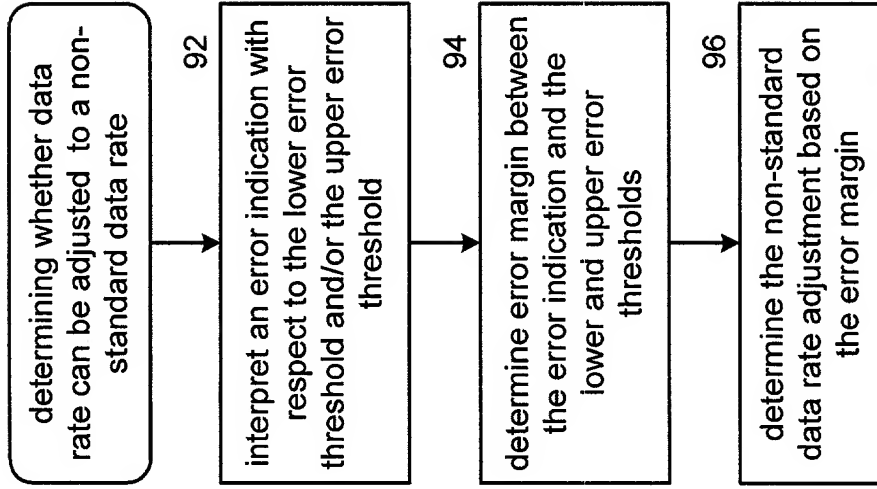 determining whether data
rate can be adjusted to a non-
standard data rate
92
interpret an error indication with
respect to the lower error
threshold and/or the upper error
threshold
94
determine error margin between
the error indication and the
lower and upper error
thresholds
96
determine the non-standard
data rate adjustment based on
the error margin